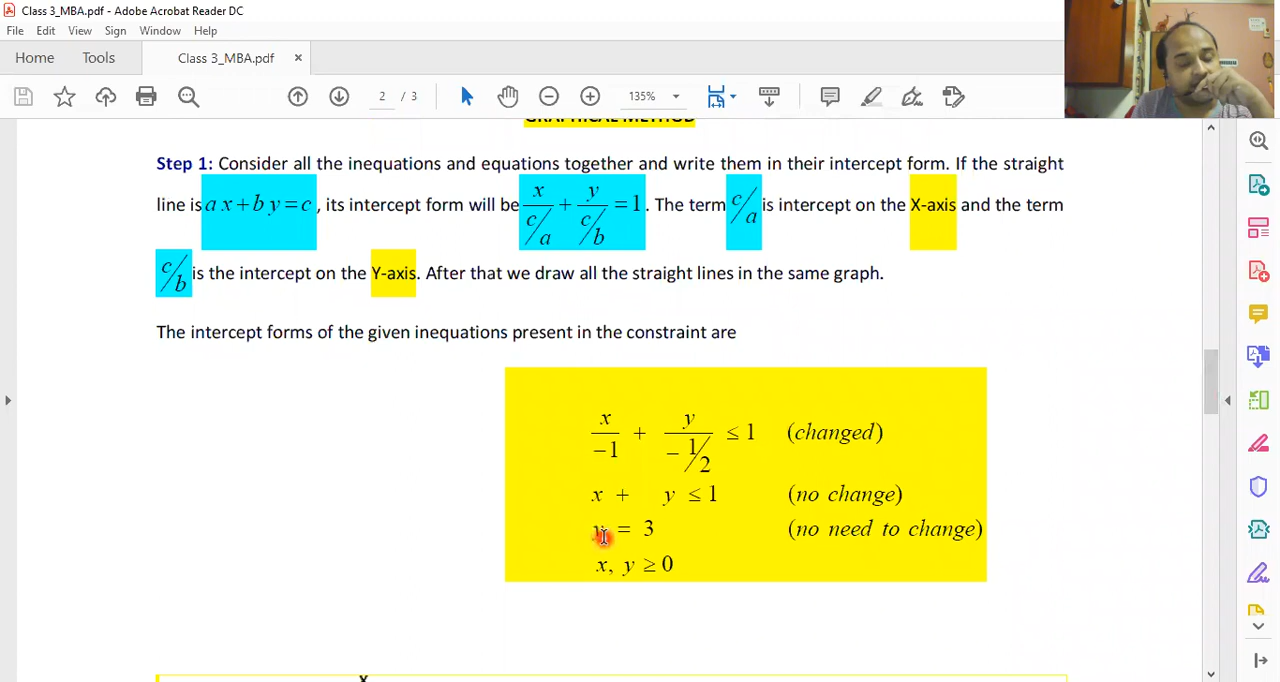 Class 3_MBA.pdf - Adobe Acrobat Reader DC
File Edit View Sign Window Help
Home Tools Class 3_MBA.pdf ×
2 / 3 135%
GRAPHICAL METHOD
Step 1: Consider all the inequations and equations together and write them in their intercept form. If the straight
line is a x + b y = c , its intercept form will be x/(c/a) + y/(c/b) = 1 . The term c/a is intercept on the X-axis and the term
c/b is the intercept on the Y-axis. After that we draw all the straight lines in the same graph.
The intercept forms of the given inequations present in the constraint are
x/−1 + y/(−1/2) ≤ 1 (changed)
x + y ≤ 1 (no change)
y = 3 (no need to change)
x, y ≥ 0